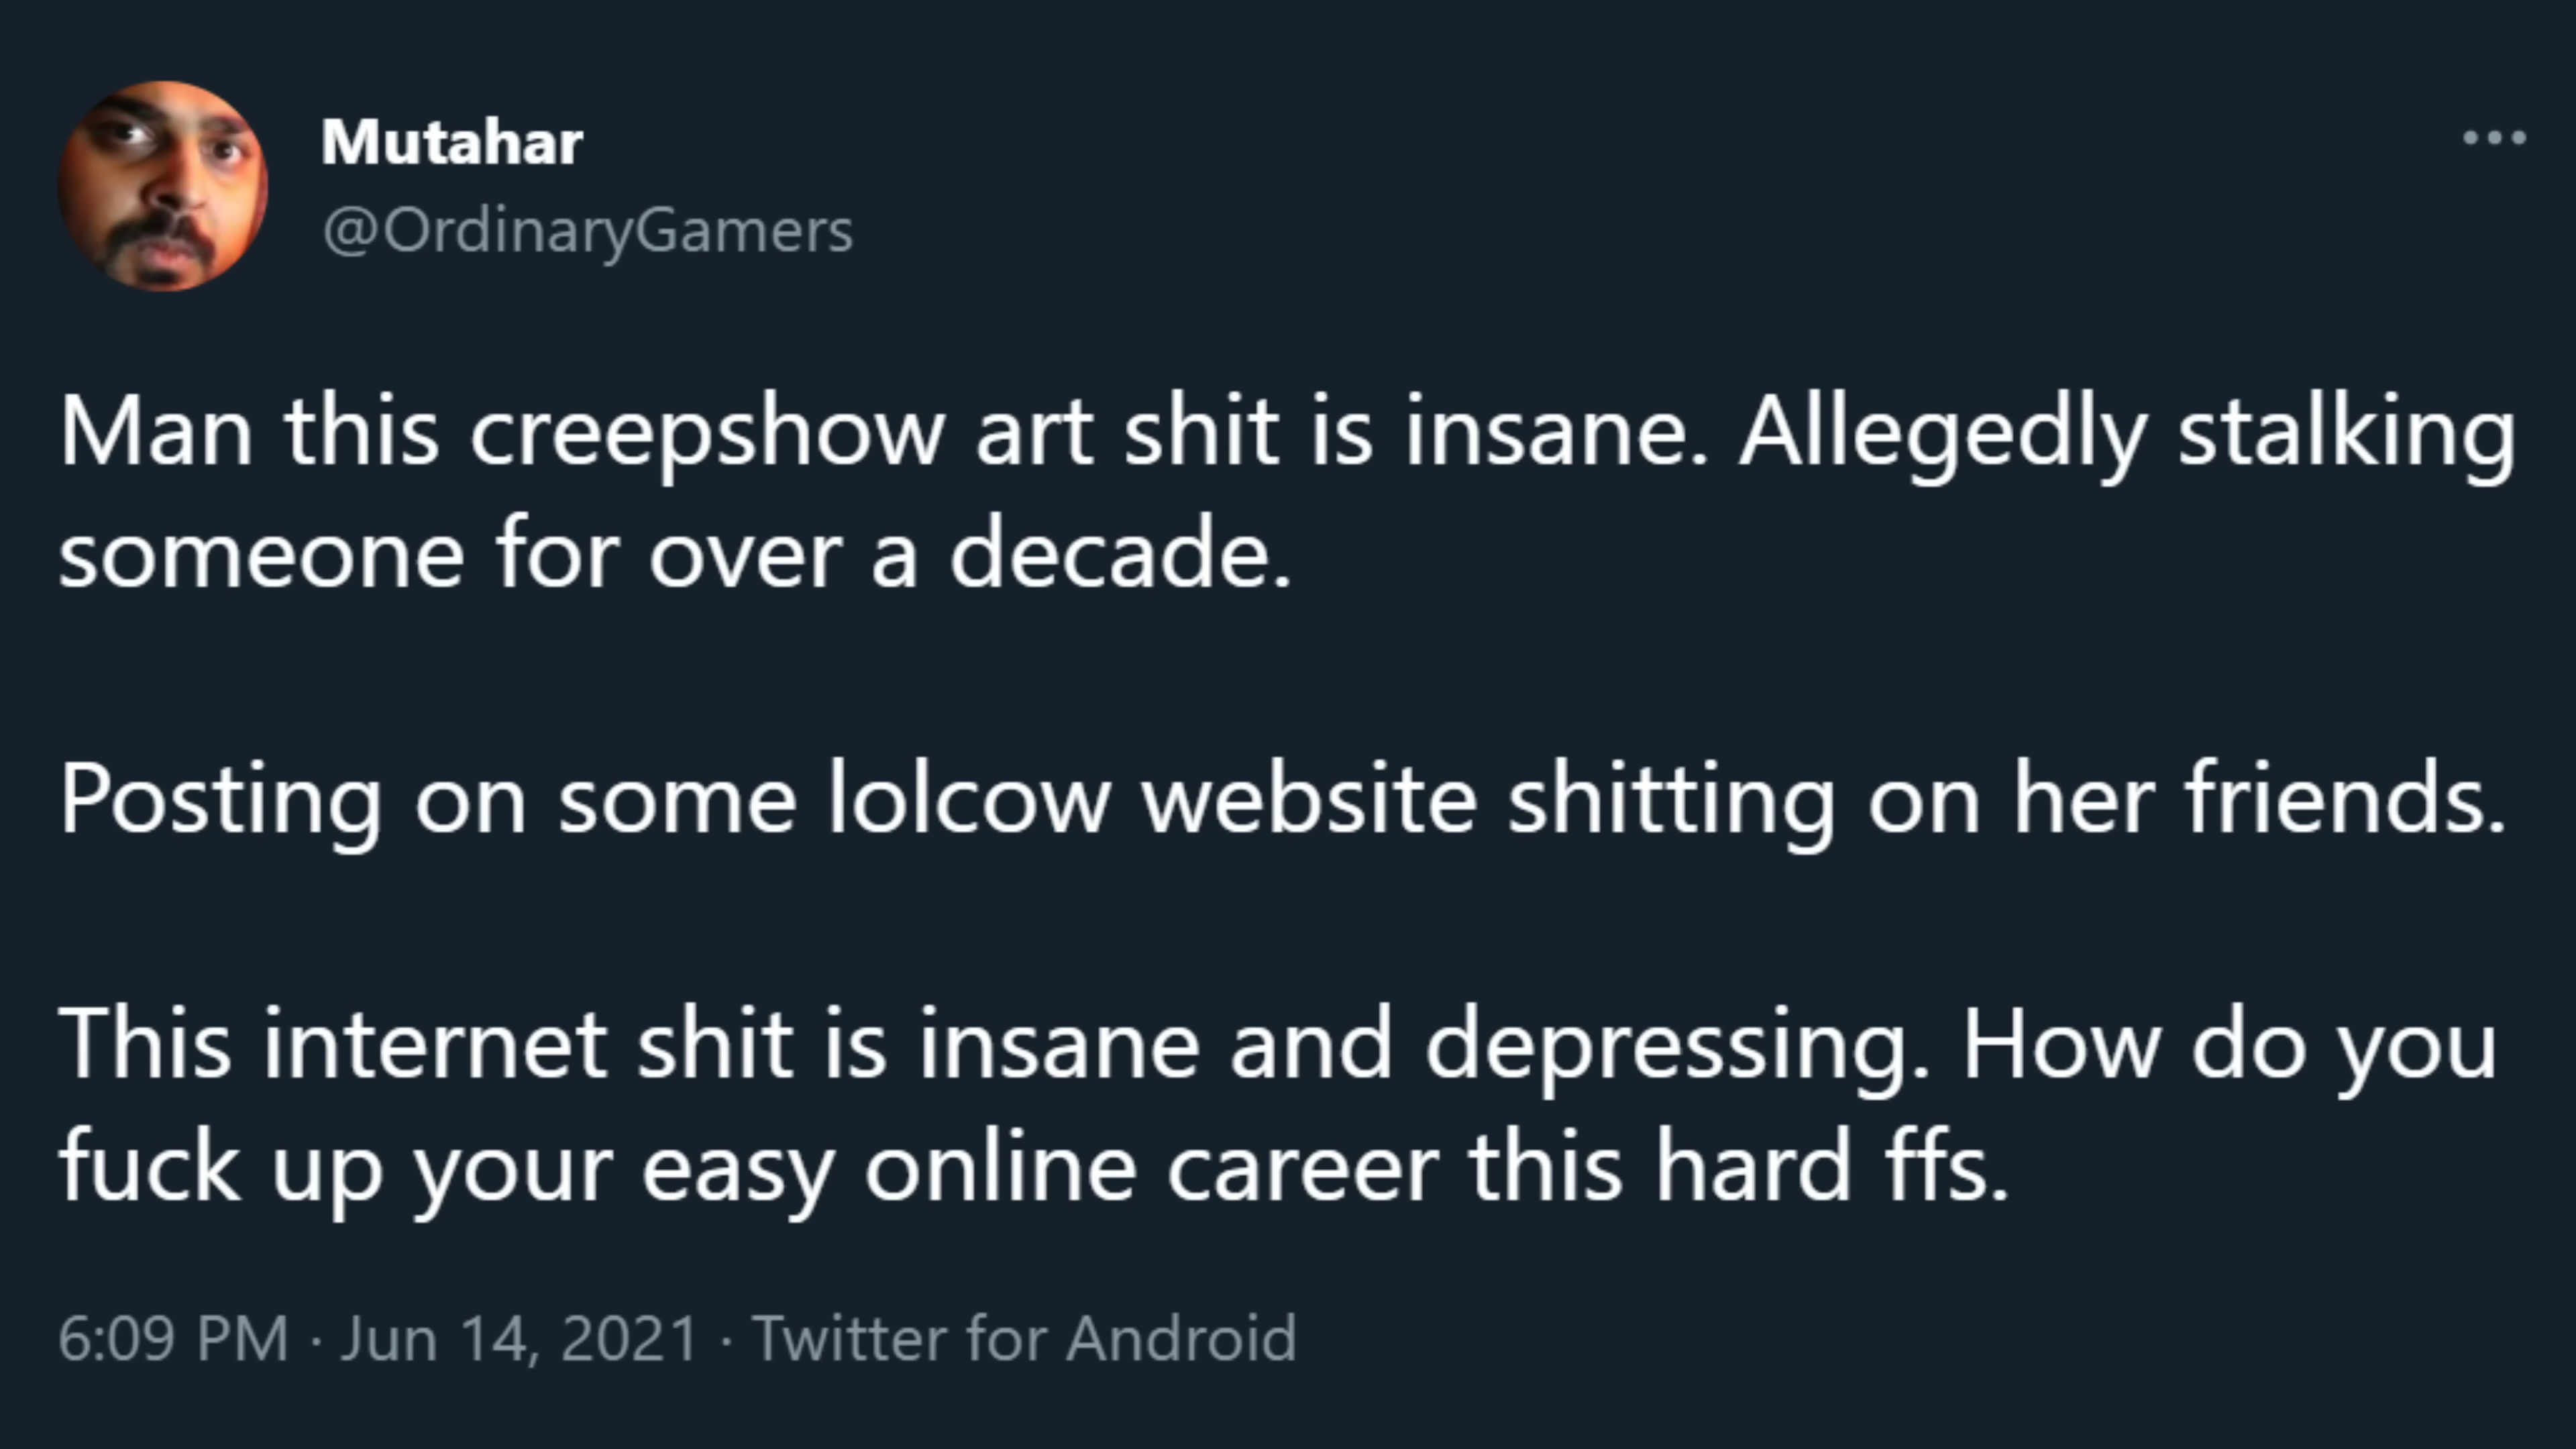 Mutahar
@OrdinaryGamers
Man this creepshow art shit is insane. Allegedly stalking
someone for over a decade.
Posting on some lolcow website shitting on her friends.
This internet shit is insane and depressing. How do you
fuck up your easy online career this hard ffs.
6:09 PM · Jun 14, 2021 · Twitter for Android